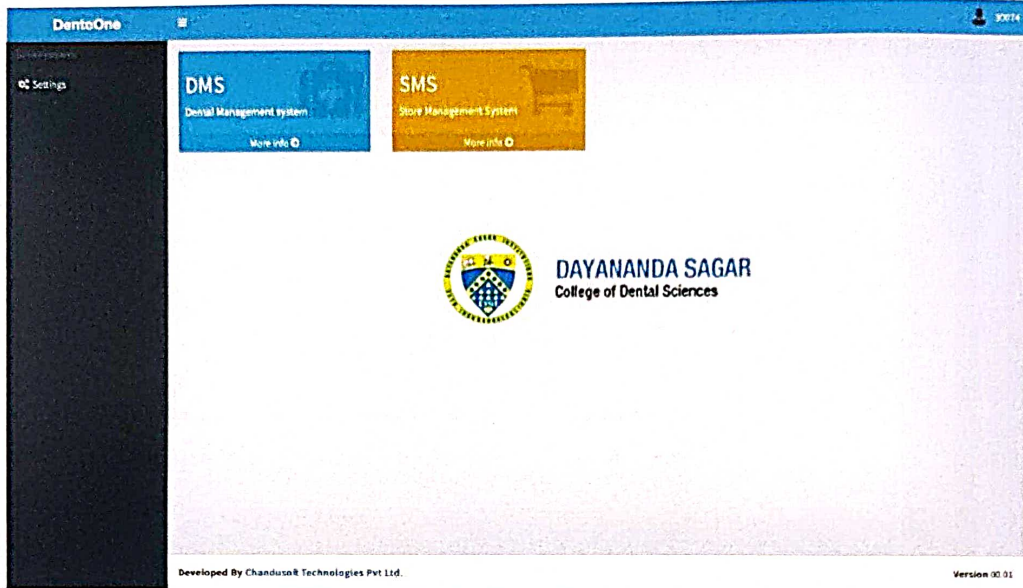 DentoOne
Settings
DMS
Dental Management system
More info
SMS
Store Management System
More info
DAYANANDA SAGAR
College of Dental Sciences
Developed By Chandusoft Technologies Pvt Ltd.
Version 00.01